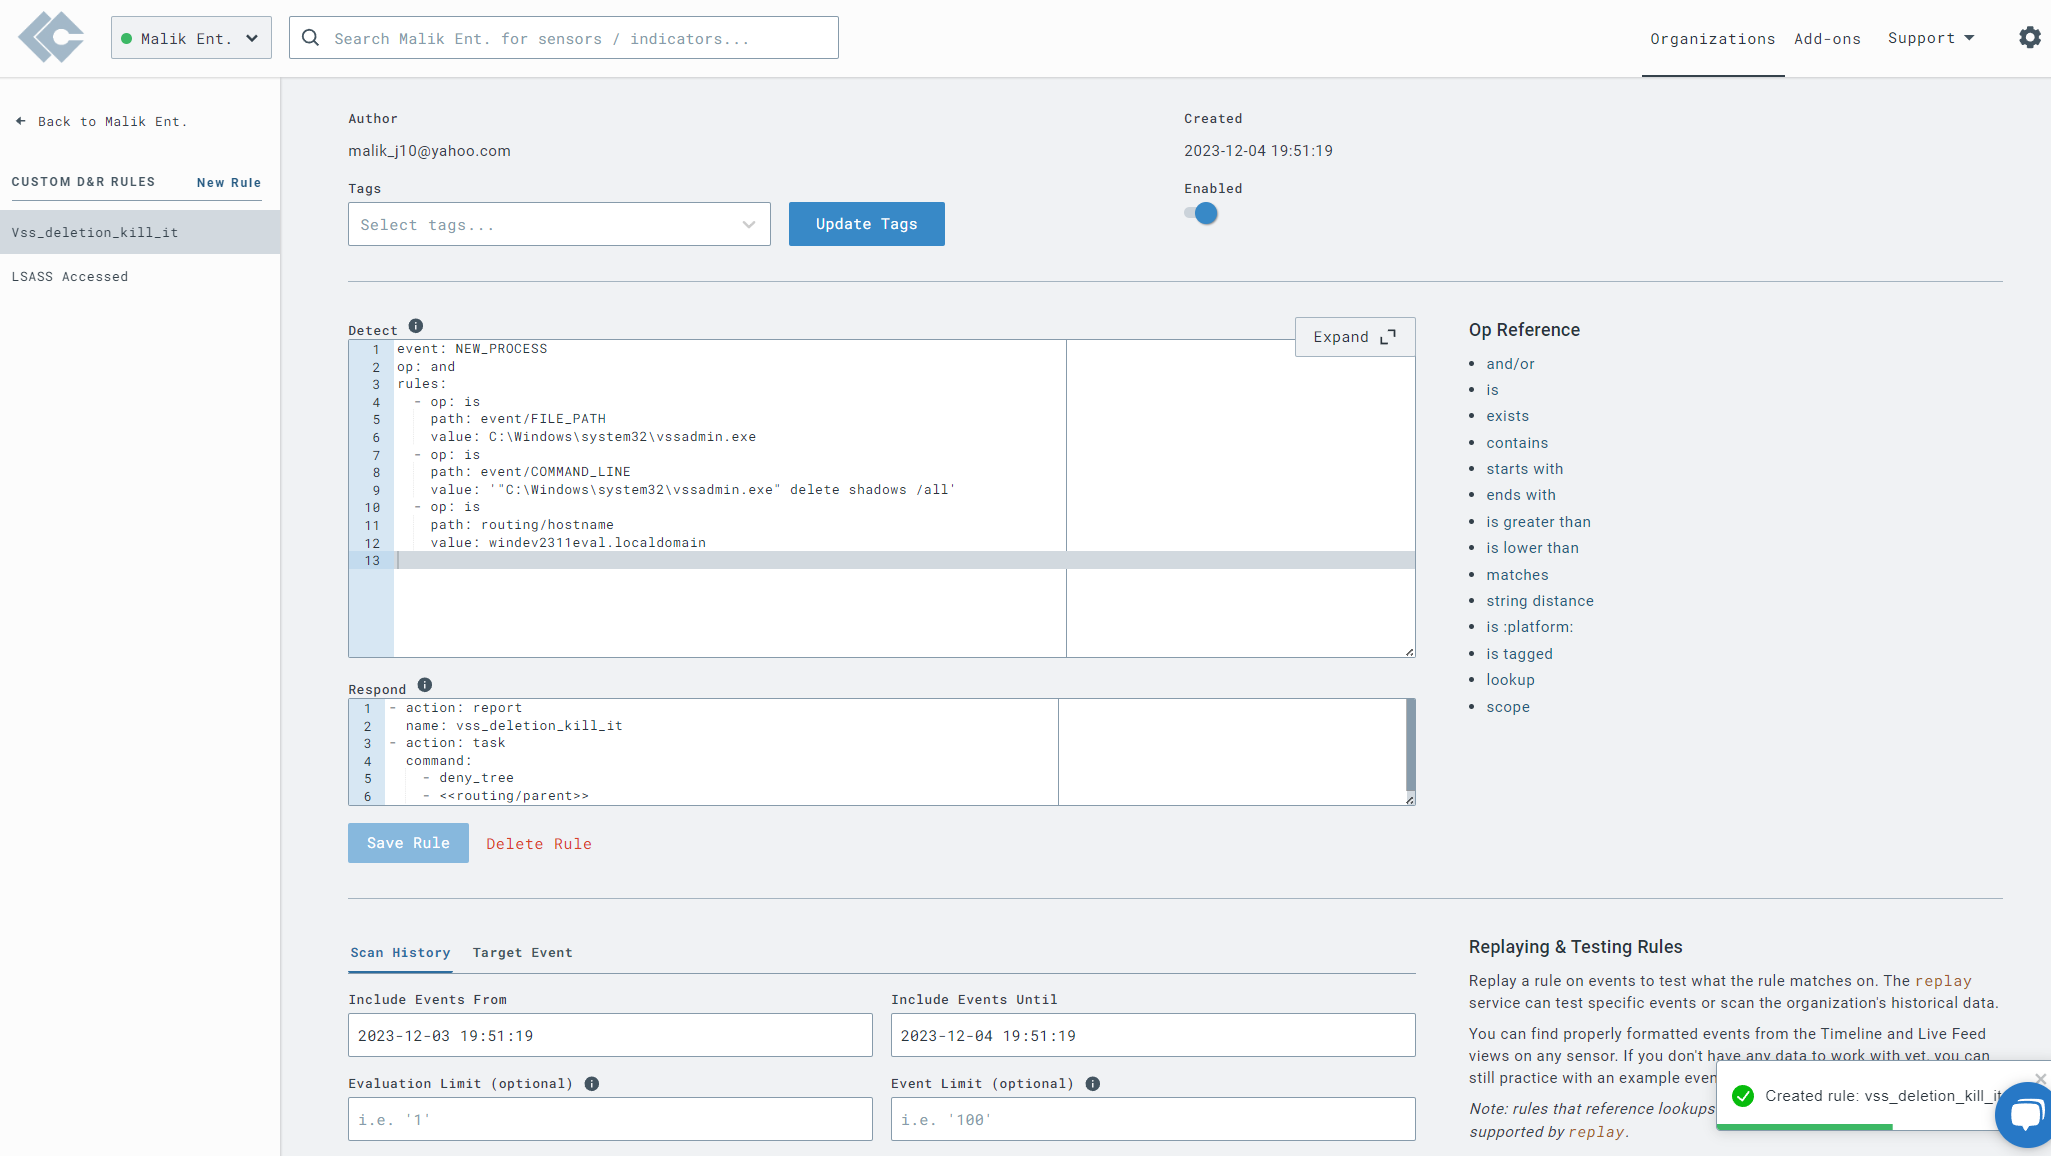 Malik Ent.
Search Malik Ent. for sensors / indicators...
Organizations
Add-ons
Support
Back to Malik Ent.
CUSTOM D&R RULES
New Rule
Vss_deletion_kill_it
LSASS Accessed
Author
malik_j10@yahoo.com
Created
2023-12-04 19:51:19
Tags
Select tags...
Update Tags
Enabled
Detect
Expand
1 event: NEW_PROCESS
2 op: and
3 rules:
4 - op: is
5 path: event/FILE_PATH
6 value: C:\Windows\system32\vssadmin.exe
7 - op: is
8 path: event/COMMAND_LINE
9 value: '"C:\Windows\system32\vssadmin.exe" delete shadows /all'
10 - op: is
11 path: routing/hostname
12 value: windev2311eval.localdomain
13
Respond
1 - action: report
2 name: vss_deletion_kill_it
3 - action: task
4 command:
5 - deny_tree
6 - <<routing/parent>>
Save Rule
Delete Rule
Op Reference
• and/or
• is
• exists
• contains
• starts with
• ends with
• is greater than
• is lower than
• matches
• string distance
• is :platform:
• is tagged
• lookup
• scope
Scan History
Target Event
Include Events From
2023-12-03 19:51:19
Include Events Until
2023-12-04 19:51:19
Evaluation Limit (optional)
i.e. '1'
Event Limit (optional)
i.e. '100'
Replaying & Testing Rules
Replay a rule on events to test what the rule matches on. The replay
service can test specific events or scan the organization's historical data.
You can find properly formatted events from the Timeline and Live Feed
views on any sensor. If you don't have any data to work with yet, you can
still practice with an example even
Note: rules that reference lookups
supported by replay.
Created rule: vss_deletion_kill_it